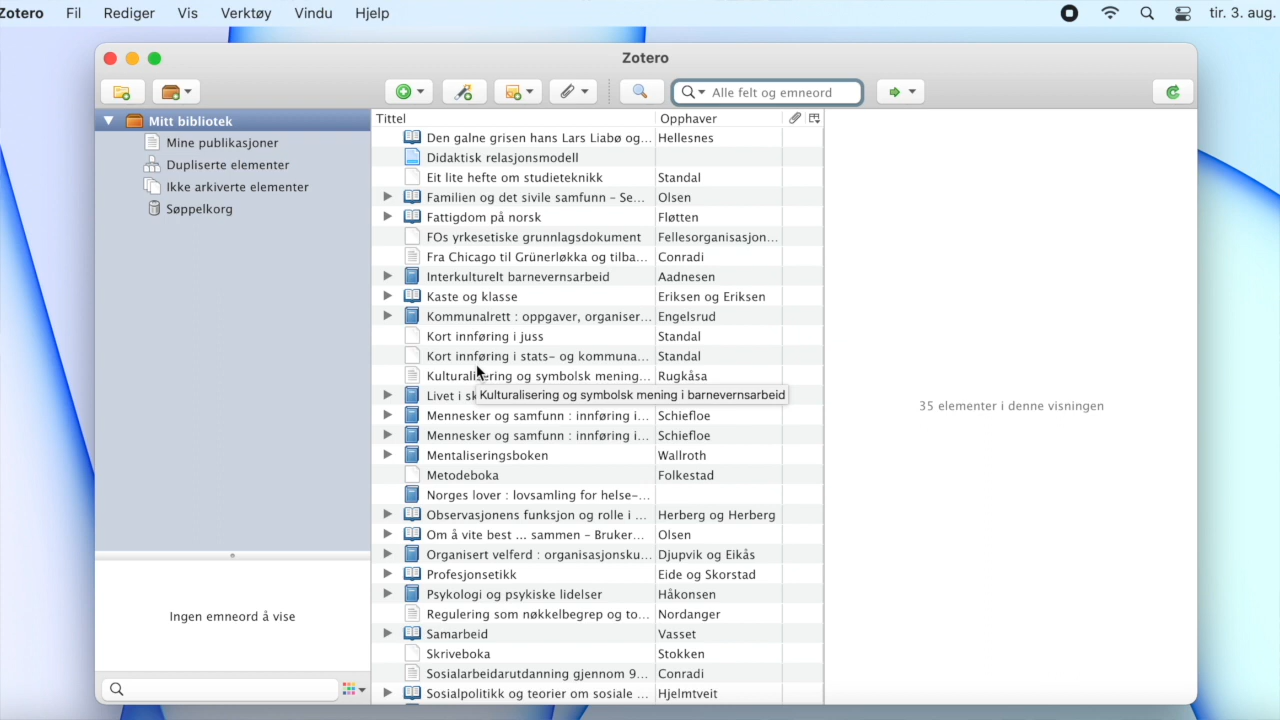 Zotero Fil Rediger Vis Verktøy Vindu Hjelp tir. 3. aug.
Zotero
Alle felt og emneord
Mitt bibliotek
Mine publikasjoner
Dupliserte elementer
Ikke arkiverte elementer
Søppelkorg
Ingen emneord å vise
Tittel Opphaver
Den galne grisen hans Lars Liabø og... Hellesnes
Didaktisk relasjonsmodell
Eit lite hefte om studieteknikk Standal
Familien og det sivile samfunn – Se... Olsen
Fattigdom på norsk Fløtten
FOs yrkesetiske grunnlagsdokument Fellesorganisasjon...
Fra Chicago til Grünerløkka og tilba... Conradi
Interkulturelt barnevernsarbeid Aadnesen
Kaste og klasse Eriksen og Eriksen
Kommunalrett : oppgaver, organiser... Engelsrud
Kort innføring i juss Standal
Kort innføring i stats- og kommuna... Standal
Kulturalisering og symbolsk mening... Rugkåsa
Livet i sk
Kulturalisering og symbolsk mening i barnevernsarbeid
Mennesker og samfunn : innføring i... Schiefloe
Mennesker og samfunn : innføring i... Schiefloe
Mentaliseringsboken Wallroth
Metodeboka Folkestad
Norges lover : lovsamling for helse-...
Observasjonens funksjon og rolle i ... Herberg og Herberg
Om å vite best ... sammen – Bruker... Olsen
Organisert velferd : organisasjonsku... Djupvik og Eikås
Profesjonsetikk Eide og Skorstad
Psykologi og psykiske lidelser Håkonsen
Regulering som nøkkelbegrep og to... Nordanger
Samarbeid Vasset
Skriveboka Stokken
Sosialarbeidarutdanning gjennom 9... Conradi
Sosialpolitikk og teorier om sosiale ... Hjelmtveit
35 elementer i denne visningen